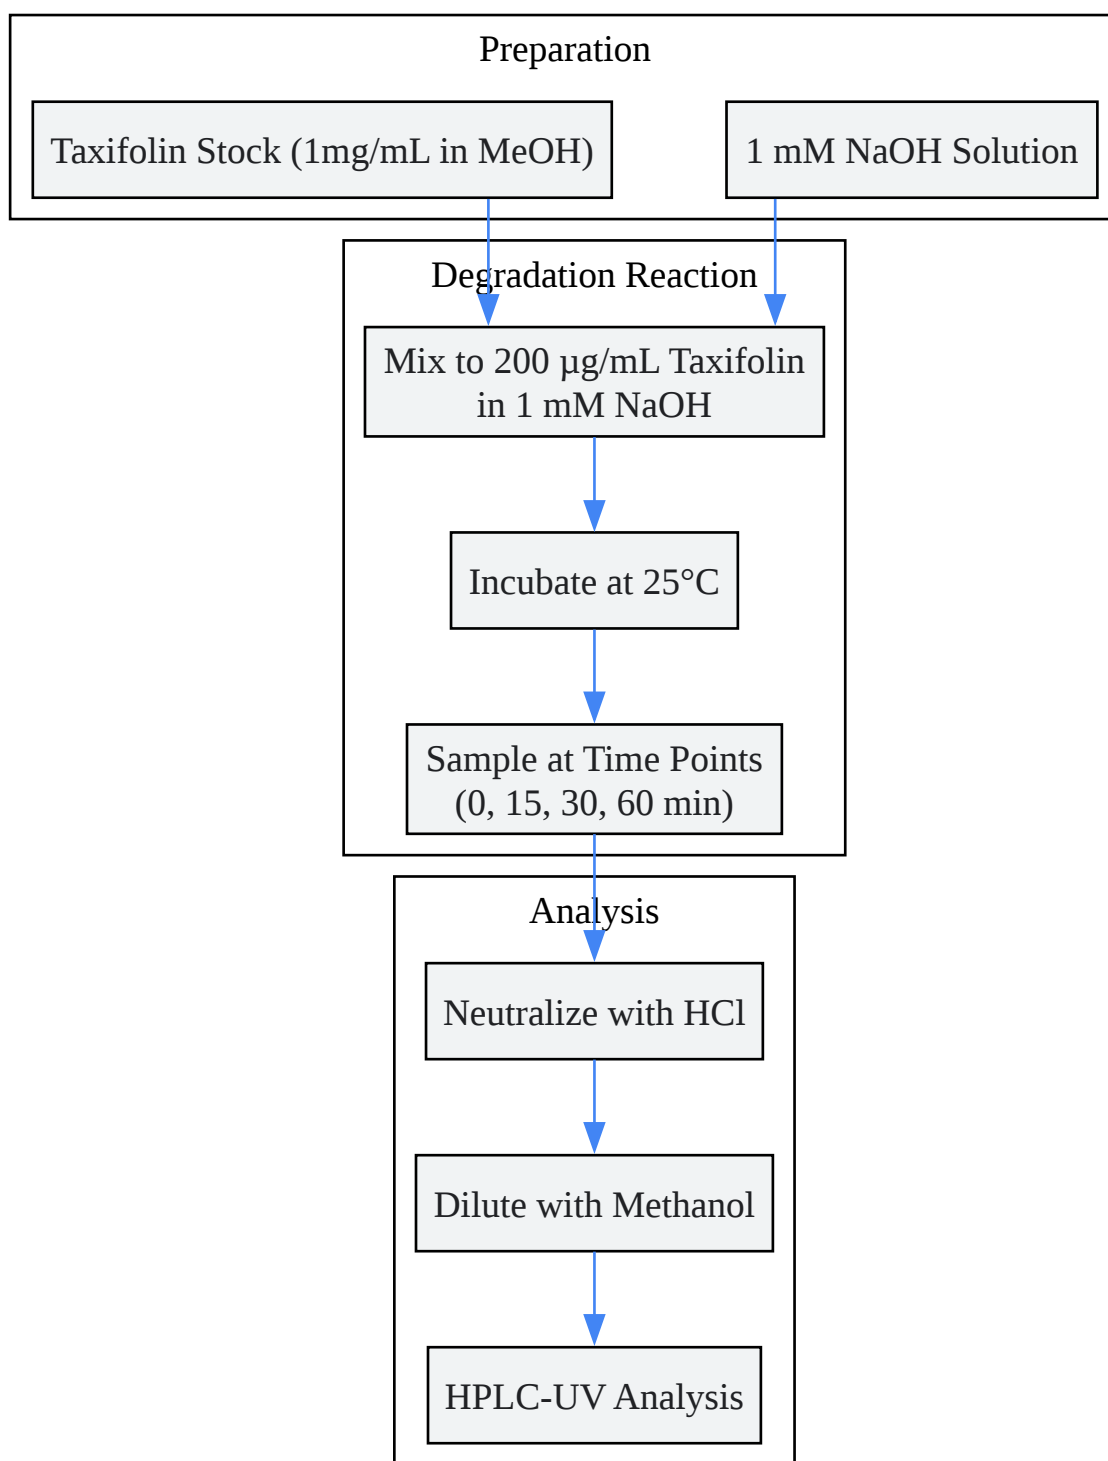 Preparation
Taxifolin Stock (1mg/mL in MeOH)
1 mM NaOH Solution
Degradation Reaction
Mix to 200 µg/mL Taxifolin
in 1 mM NaOH
Incubate at 25°C
Sample at Time Points
(0, 15, 30, 60 min)
Analysis
Neutralize with HCl
Dilute with Methanol
HPLC-UV Analysis